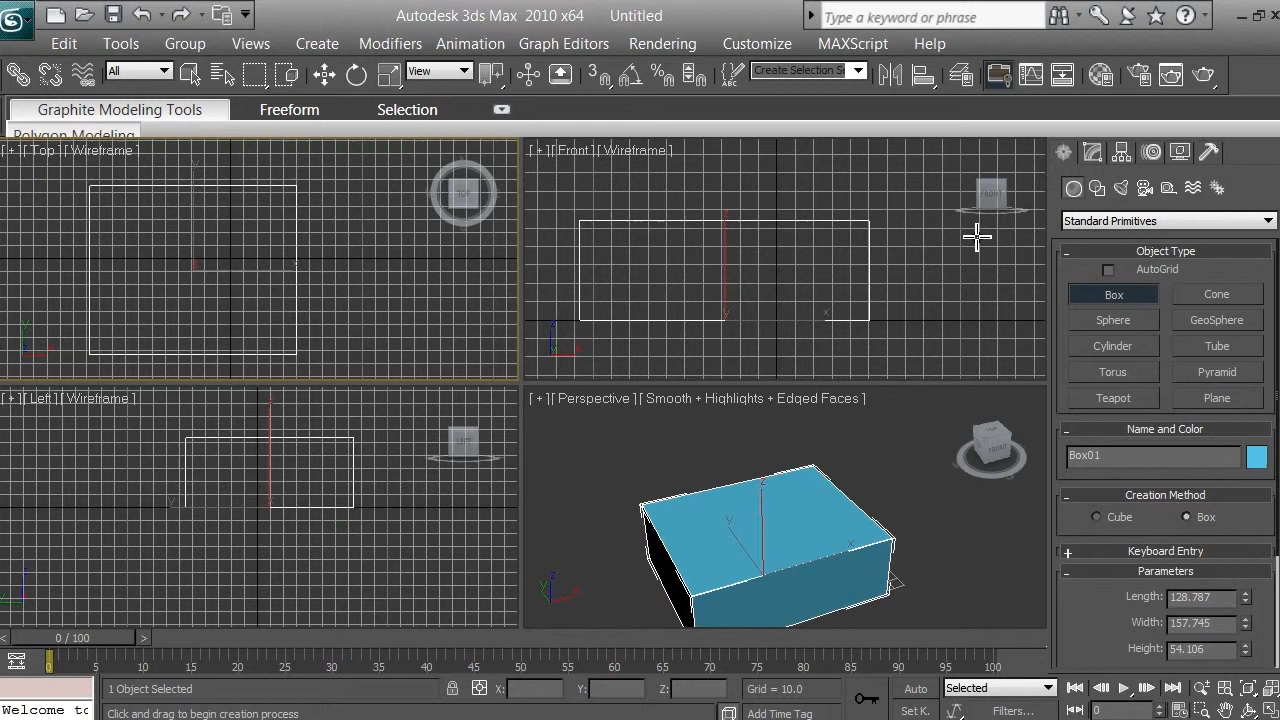 Autodesk 3ds Max 2010 x64 Untitled
Type a keyword or phrase
Edit Tools Group Views Create Modifiers Animation Graph Editors Rendering Customize MAXScript Help
All View Create Selection Se
Graphite Modeling Tools Freeform Selection
Polygon Modeling
[ + ] [ Top ] [ Wireframe ]
TOP
[ + ] [ Front ] [ Wireframe ]
FRONT
Standard Primitives
Object Type
AutoGrid
Box Cone
Sphere GeoSphere
Cylinder Tube
Torus Pyramid
Teapot Plane
[ + ] [ Left ] [ Wireframe ]
LEFT
[ + ] [ Perspective ] [ Smooth + Highlights + Edged Faces ]
FRONT
Name and Color
Box01
Creation Method
Cube Box
Keyboard Entry
Parameters
Length: 128.787
Width: 157.745
Height: 54.106
0 / 100
0 5 10 15 20 25 30 35 40 45 50 55 60 65 70 75 80 85 90 95 100
1 Object Selected X: Y: Z: Grid = 10.0 Auto Selected
Welcome to Click and drag to begin creation process Add Time Tag Set K. Filters... 0